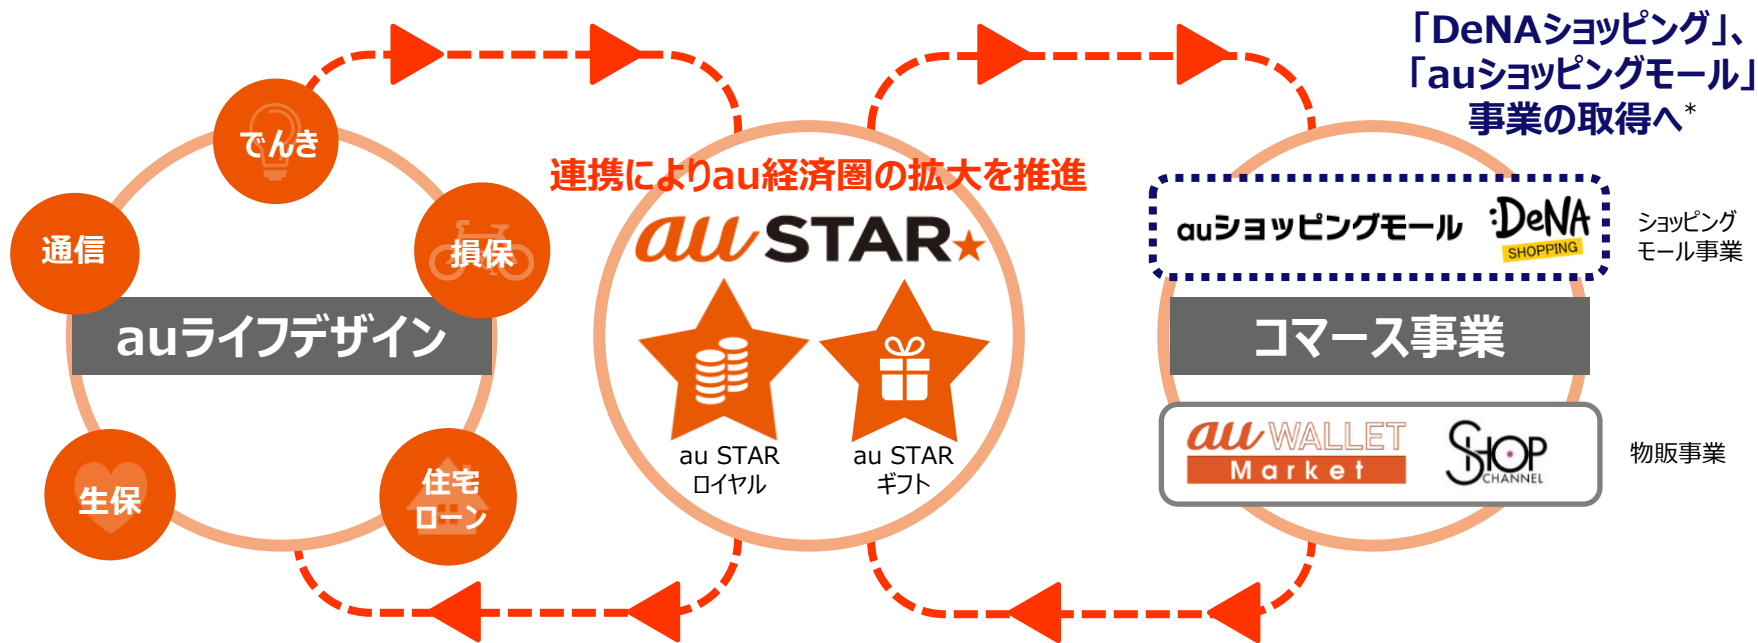 「DeNAショッピング」、
「auショッピングモール」
事業の取得へ*
でんき
通信
損保
auライフデザイン
生保
住宅
ローン
連携によりau経済圏の拡大を推進
au STAR
au STAR
ロイヤル
au STAR
ギフト
auショッピングモール
:DeNA
SHOPPING
ショッピング
モール事業
コマース事業
au WALLET
Market
SHOP
CHANNEL
物販事業